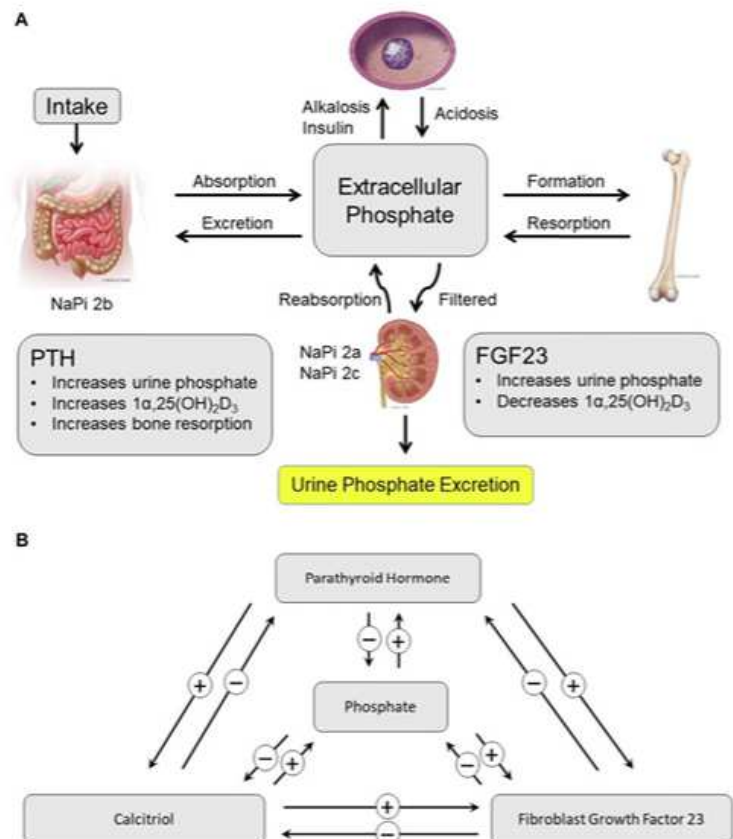 A
Intake
Alkalosis
Insulin
Acidosis
Absorption
Excretion
Extracellular
Phosphate
Formation
Resorption
NaPi 2b
Reabsorption
Filtered
NaPi 2a
NaPi 2c
PTH
• Increases urine phosphate
• Increases 1α,25(OH)₂D₃
• Increases bone resorption
FGF23
• Increases urine phosphate
• Decreases 1α,25(OH)₂D₃
Urine Phosphate Excretion
B
Parathyroid Hormone
− +
+ − − +
Phosphate
− + − +
Calcitriol
+
−
Fibroblast Growth Factor 23